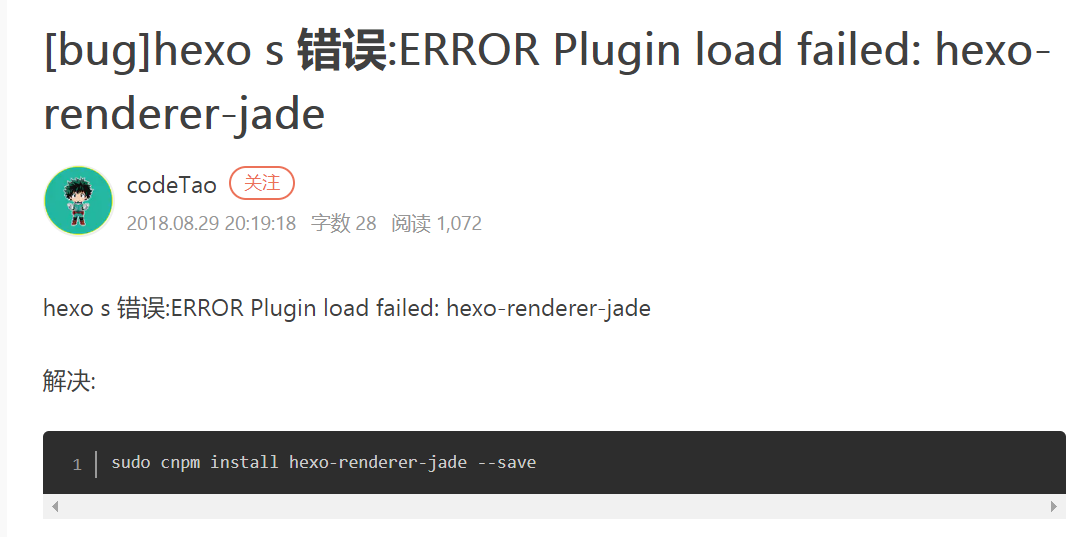 [bug]hexo s 错误:ERROR Plugin load failed: hexo-
renderer-jade
codeTao 关注
2018.08.29 20:19:18 字数 28 阅读 1,072
hexo s 错误:ERROR Plugin load failed: hexo-renderer-jade
解决:
1 sudo cnpm install hexo-renderer-jade --save